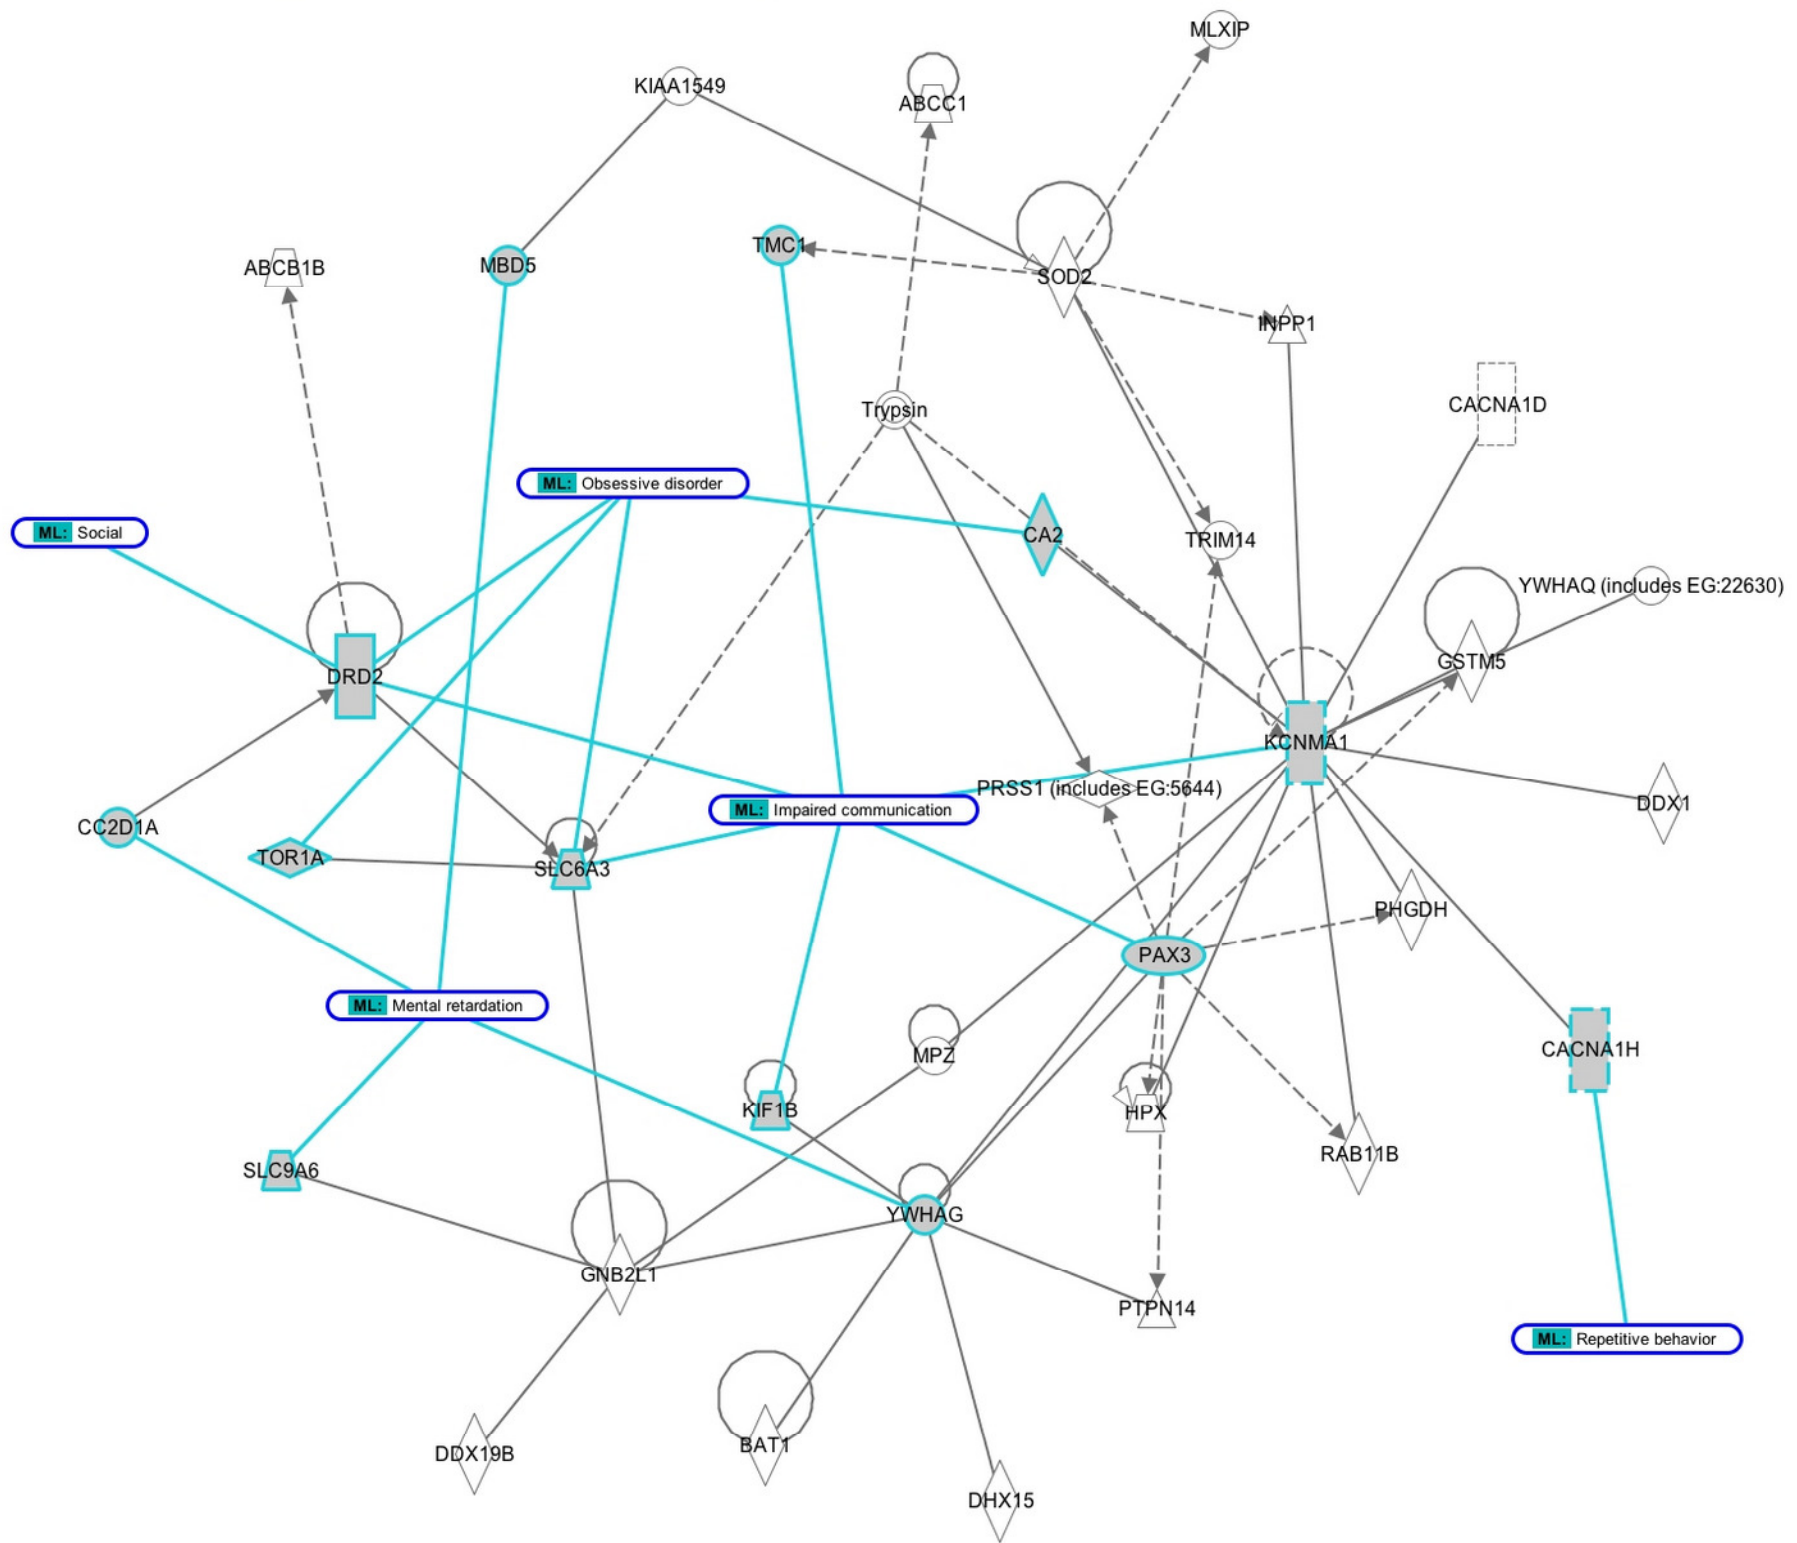 MLXIP
KIAA1549
ABCC1
TMC1
MBD5
ABCB1B
SOD2
INPP1
CACNA1D
Trypsin
ML: Obsessive disorder
ML: Social
CA2
TRIM14
YWHAQ (includes EG:22630)
GSTM5
DRD2
KCNMA1
PRSS1 (includes EG:5644)
DDX1
ML: Impaired communication
CC2D1A
TOR1A
SLC6A3
PHGDH
PAX3
ML: Mental retardation
MPZ
CACNA1H
KIF1B
HPX
RAB11B
SLC9A6
YWHAG
GNB2L1
PTPN14
ML: Repetitive behavior
BAT1
DDX19B
DHX15